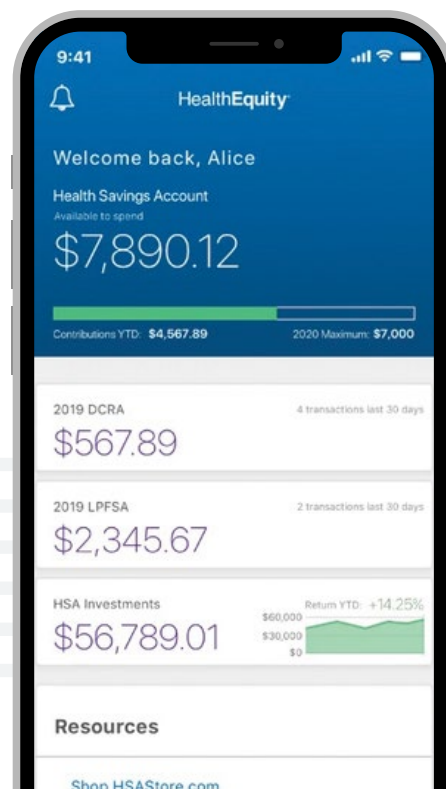 9:41
HealthEquity
Welcome back, Alice
Health Savings Account
Available to spend
$7,890.12
Contributions YTD: $4,567.89 2020 Maximum: $7,000
2019 DCRA 4 transactions last 30 days
$567.89
2019 LPFSA 2 transactions last 30 days
$2,345.67
HSA Investments Return YTD: +14.25%
$56,789.01
$60,000
$30,000
$0
Resources
Shop HSAStore.com